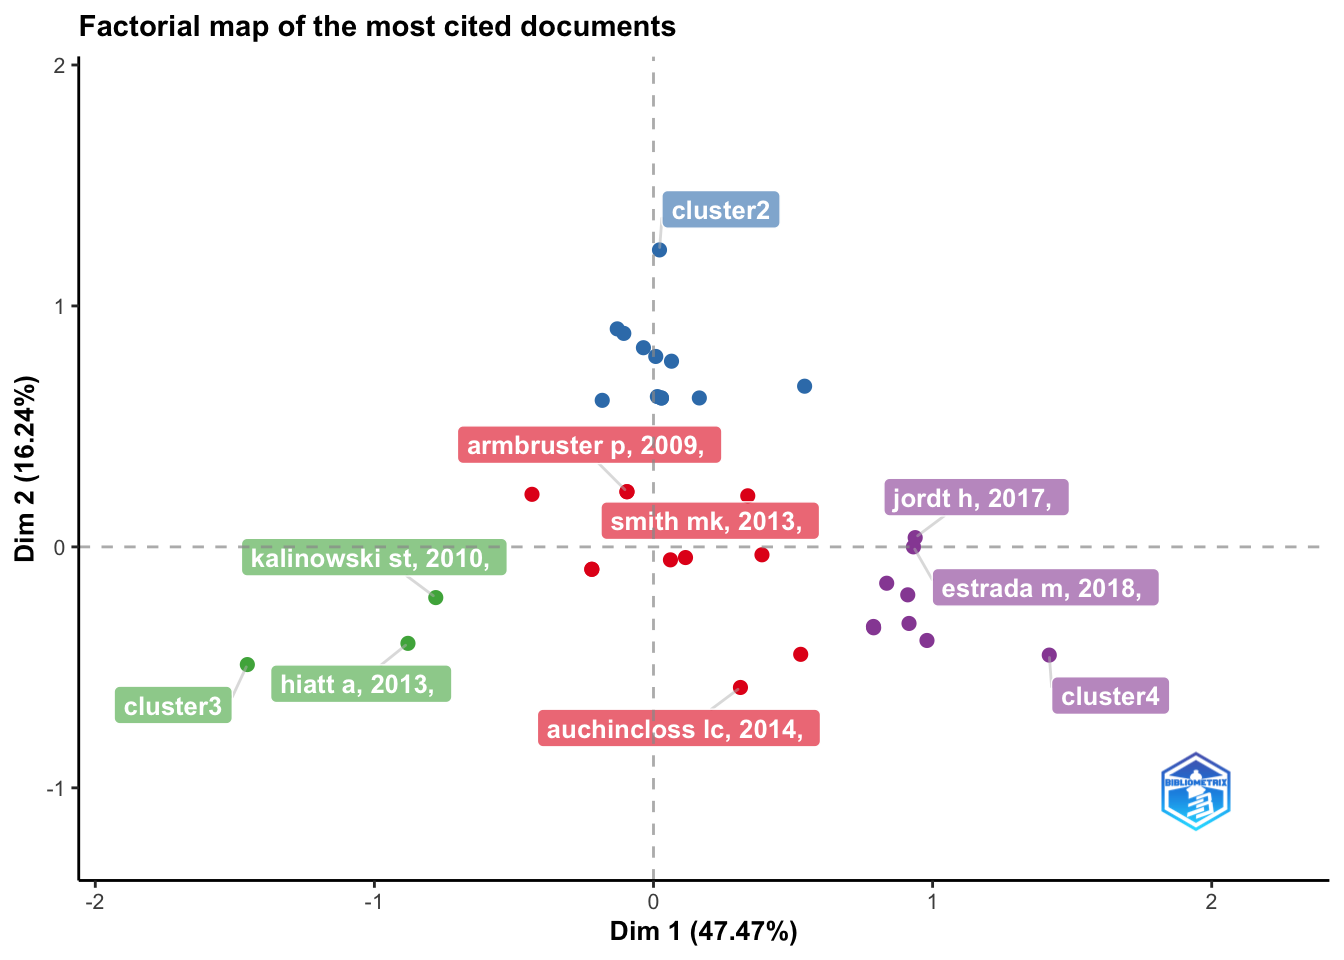 Factorial map of the most cited documents
2
cluster2
1
armbruster p, 2009,
jordt h, 2017,
smith mk, 2013,
0
kalinowski st, 2010,
estrada m, 2018,
hiatt a, 2013,
cluster3
cluster4
auchincloss lc, 2014,
-1
BIBLIOMETRIX
-2
-1
0
1
2
Dim 1 (47.47%)
Dim 2 (16.24%)